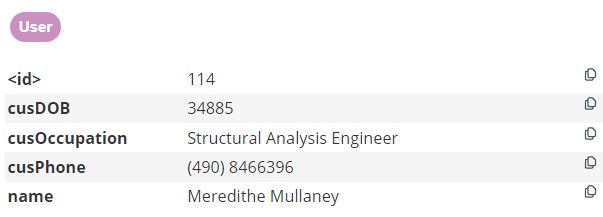 User
<id> 114
cusDOB 34885
cusOccupation Structural Analysis Engineer
cusPhone (490) 8466396
name Meredithe Mullaney